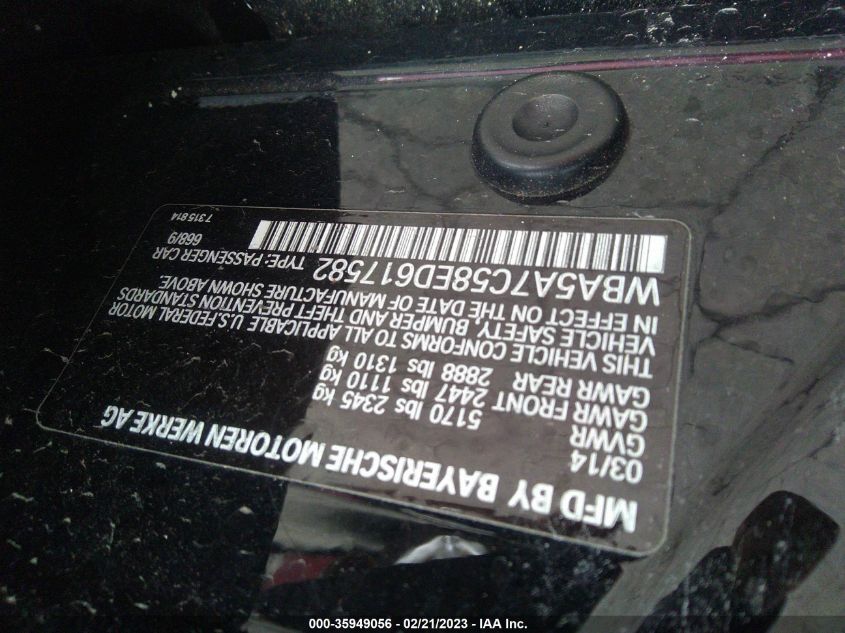 MFD BY BAYERISCHE MOTOREN WERKE AG
03/14
GVWR 5170 lbs 2345 kg
GAWR FRONT 2447 lbs 1110 kg
GAWR REAR 2888 lbs 1310 kg
THIS VEHICLE CONFORMS TO ALL APPLICABLE U.S.FEDERAL MOTOR
VEHICLE SAFETY, BUMPER AND THEFT PREVENTION STANDARDS
IN EFFECT ON THE DATE OF MANUFACTURE SHOWN ABOVE.
WBA5A7C58ED617582 TYPE: PASSENGER CAR
668/9
7315814
000-35949056 - 02/21/2023 - IAA Inc.